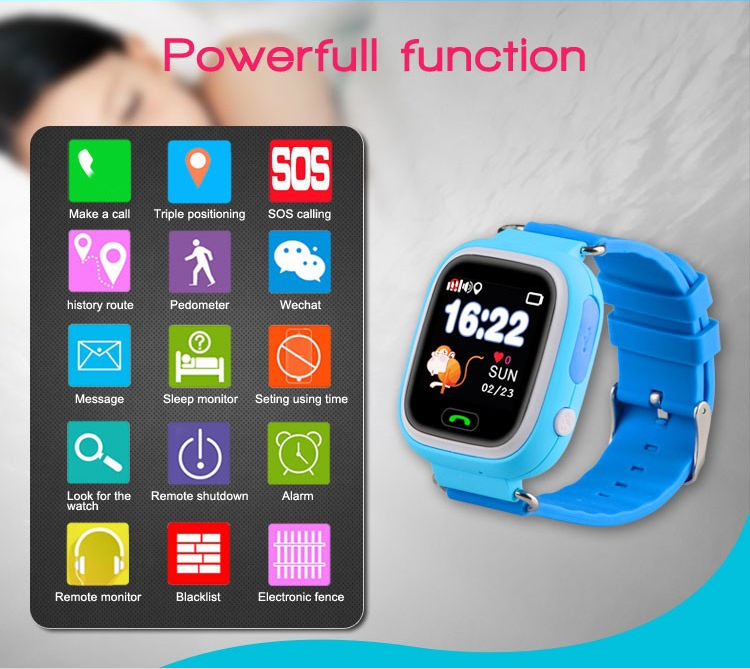 Powerfull function
SOS
Make a call
Triple positioning
SOS calling
history route
Pedometer
Wechat
Message
Sleep monitor
Seting using time
Look for the
watch
Remote shutdown
Alarm
Remote monitor
Blacklist
Electronic fence
16:22
0
SUN
02/23